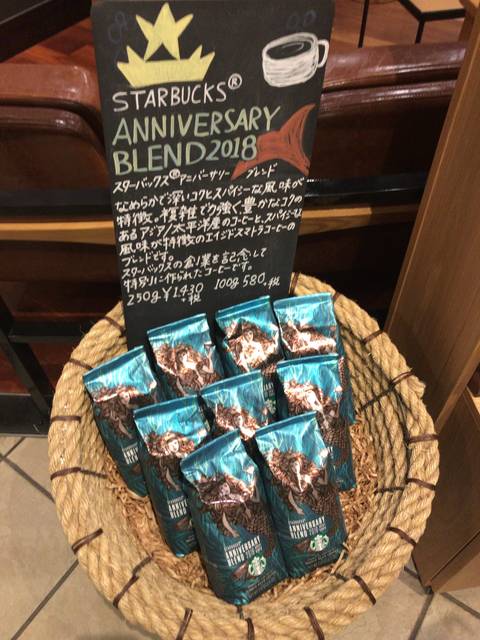 STARBUCKS®
ANNIVERSARY
BLEND 2018
スターバックス®アニバーサリー ブレンド
なめらかで深いコクとスパイシーな風味が
特徴。複雑で力強く豊かなコクの
あるアジア/太平洋産のコーヒーと、スパイシーな
風味が特徴のエイジドスマトラコーヒーの
ブレンドです。
スターバックスの創業を記念して
特別に作られたコーヒーです。
250g ¥1,430+税 100g 580+税
ANNIVERSARY
BLEND 2018
ANNIVERSARY
BLEND 2018